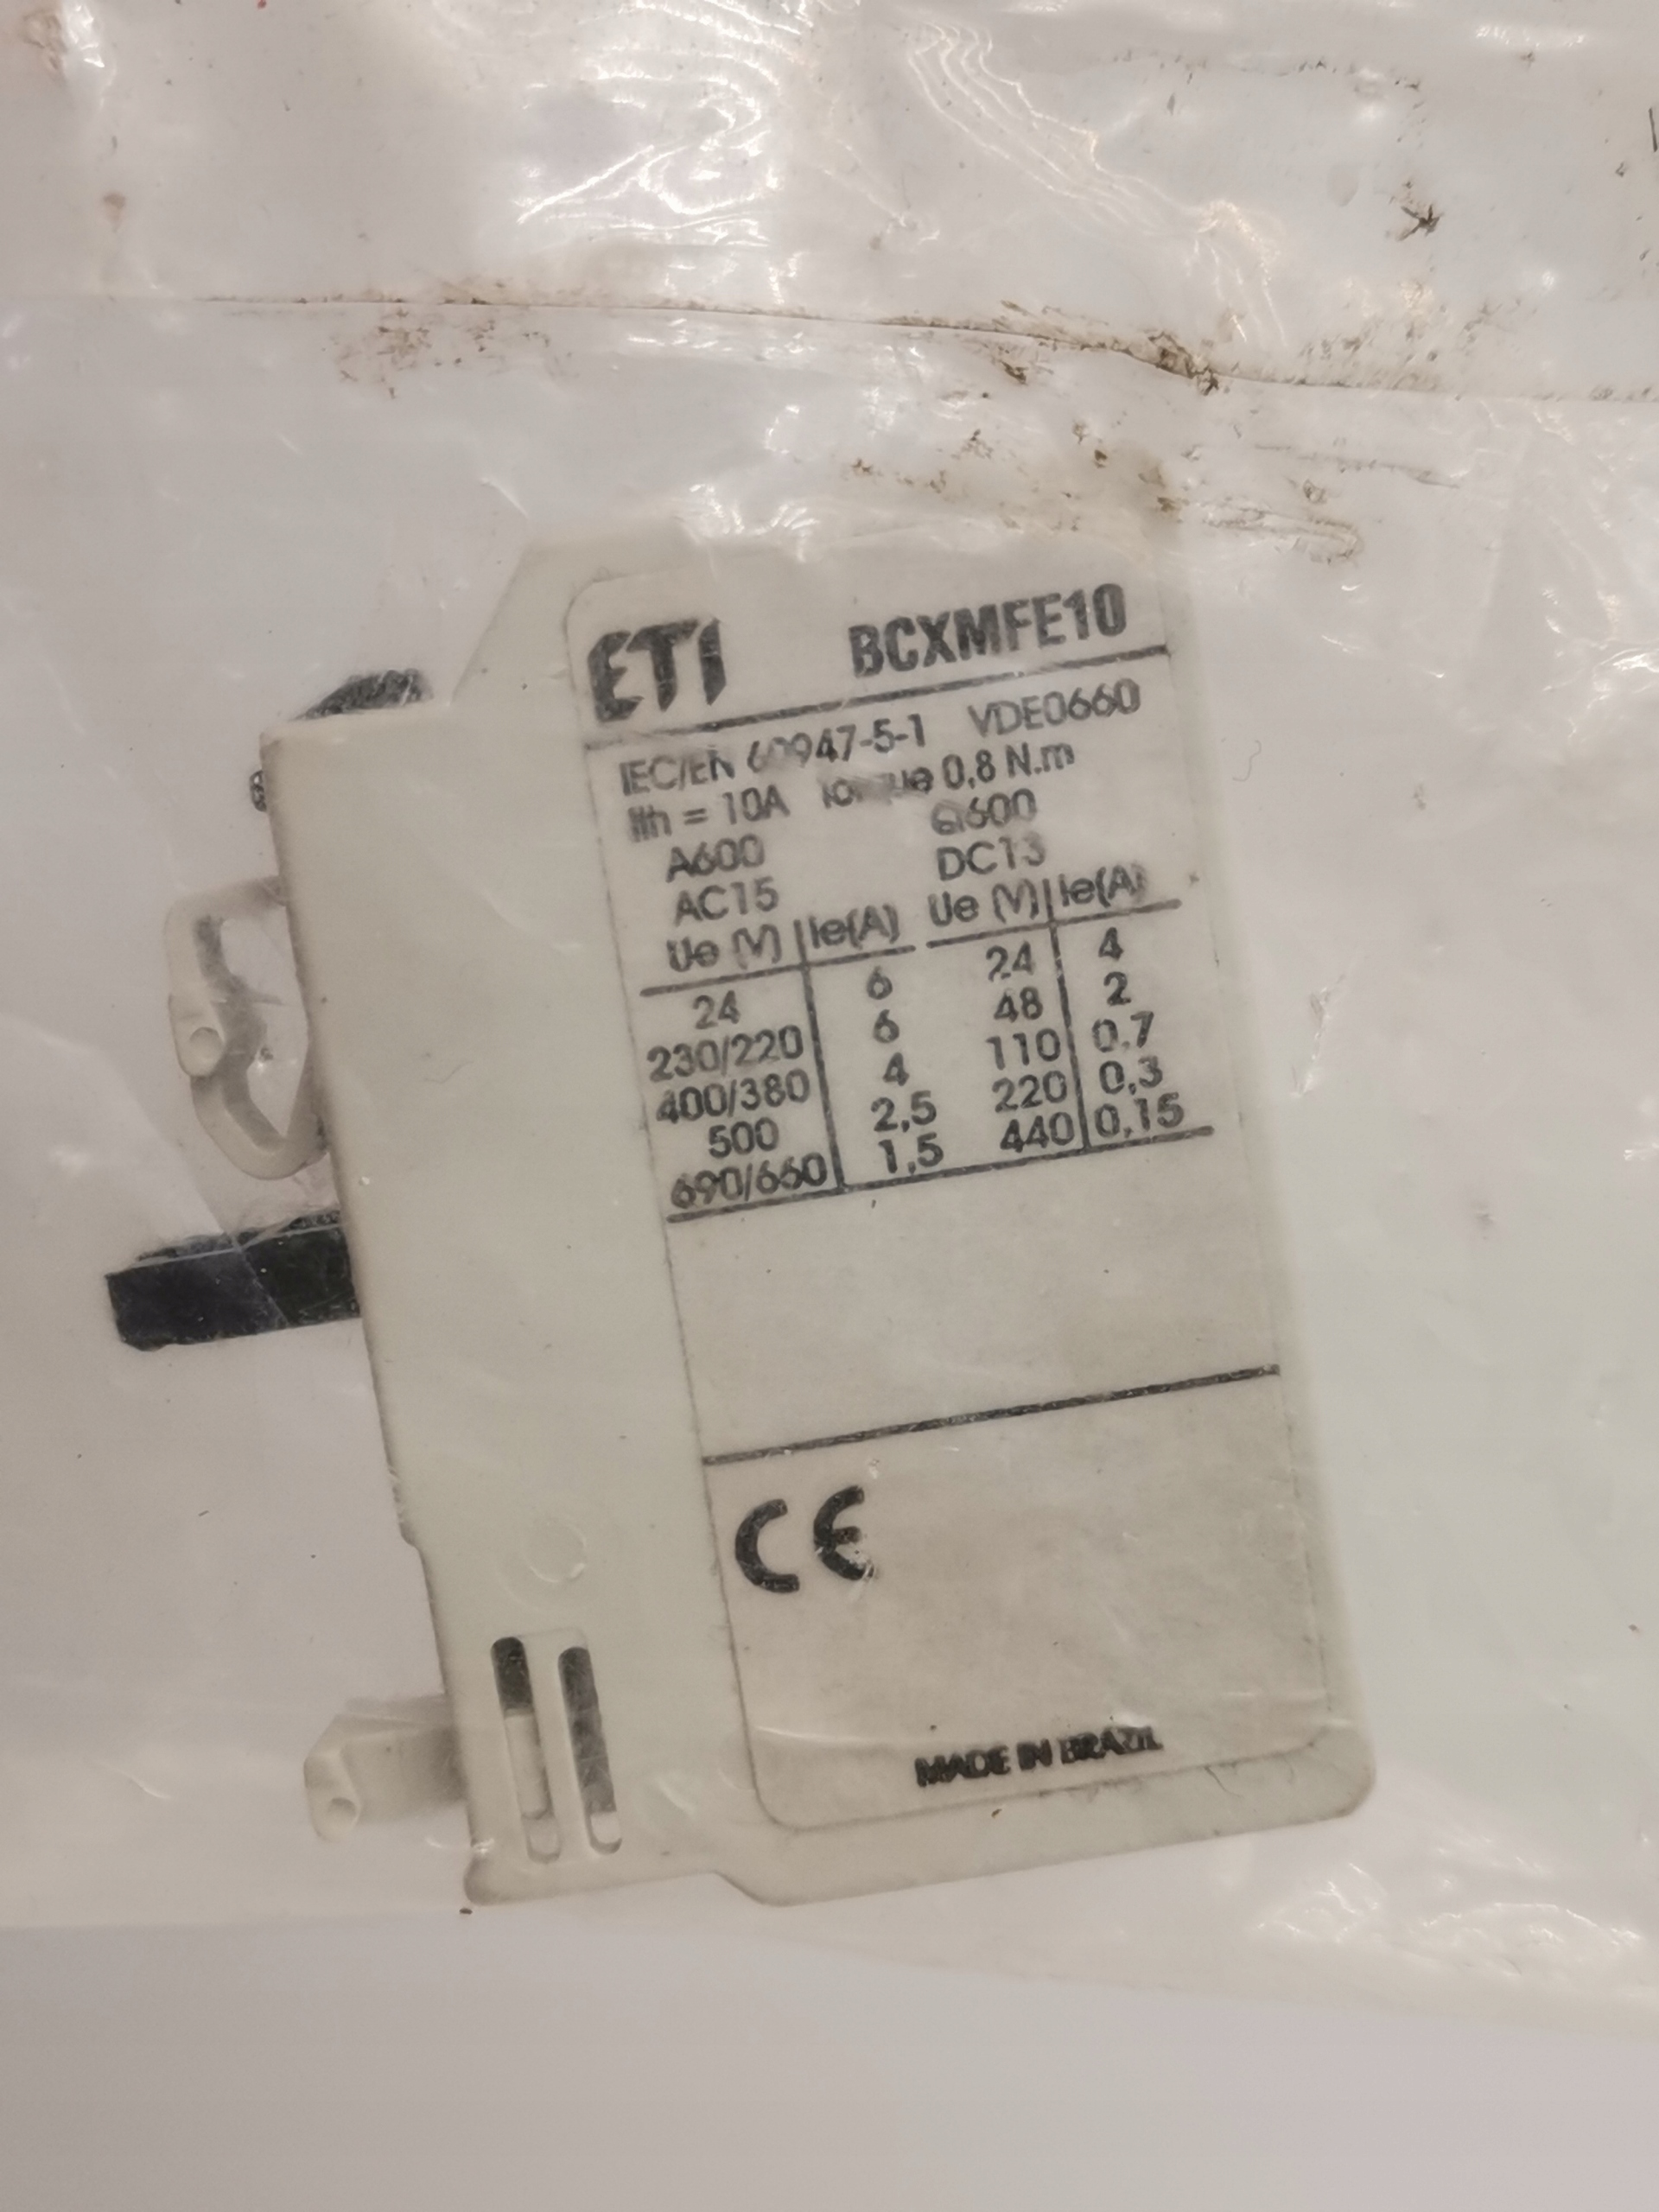 ETI BCXMFE10
IEC/EN 60947-5-1 VDE0660
Ith = 10A Torque 0,8 N.m
A600 Q600
AC15 DC13
Ue (V) Ie(A) Ue (V) Ie(A)
24 6 24 4
230/220 6 48 2
400/380 4 110 0,7
500 2,5 220 0,3
690/660 1,5 440 0,15
CE
MADE IN BRAZIL